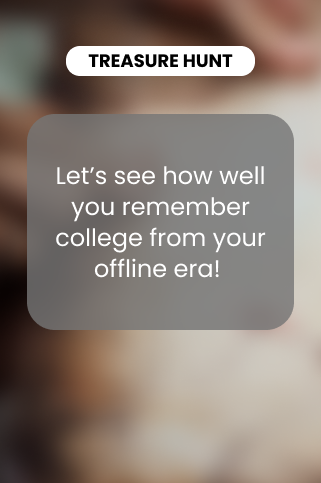 TREASURE HUNT
Let’s see how well
you remember
college from your
offline era!